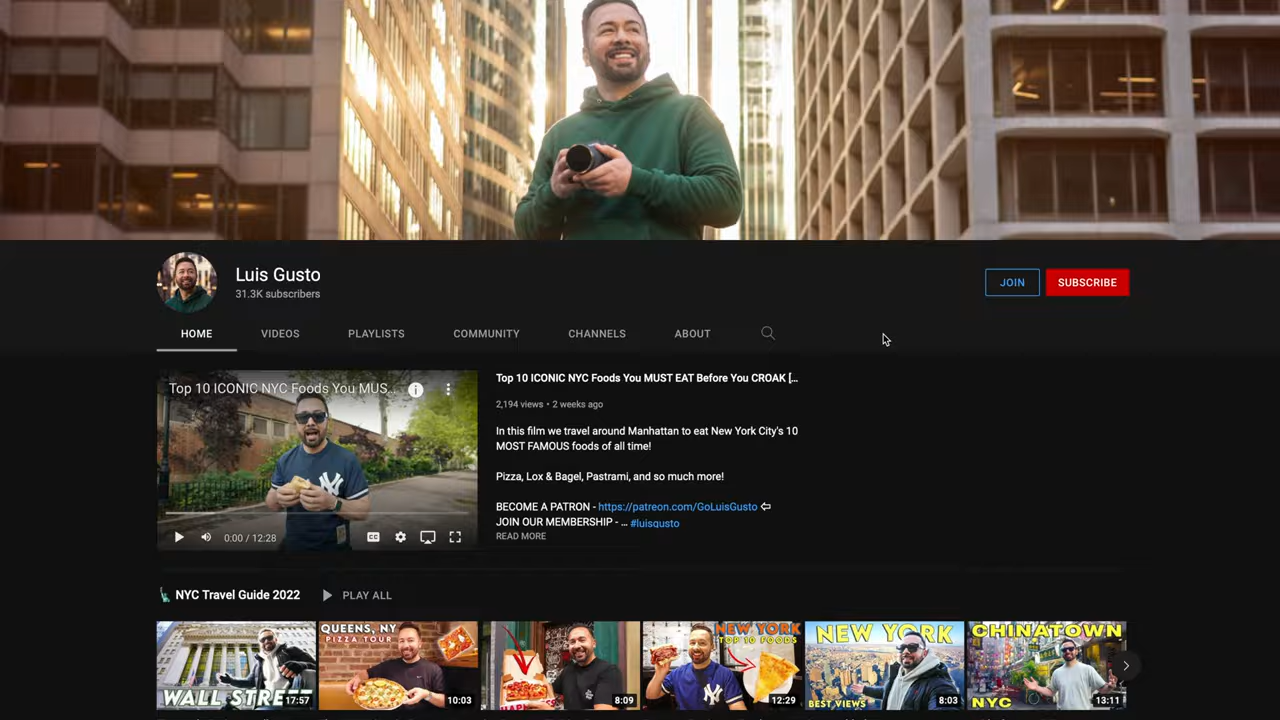 Luis Gusto
31.3K subscribers
JOIN
SUBSCRIBE
HOME
VIDEOS
PLAYLISTS
COMMUNITY
CHANNELS
ABOUT
Top 10 ICONIC NYC Foods You MUS...
0:00 / 12:28
Top 10 ICONIC NYC Foods You MUST EAT Before You CROAK [...
2,194 views • 2 weeks ago
In this film we travel around Manhattan to eat New York City's 10
MOST FAMOUS foods of all time!
Pizza, Lox & Bagel, Pastrami, and so much more!
BECOME A PATRON - https://patreon.com/GoLuisGusto ⇦
JOIN OUR MEMBERSHIP - ... #luisgusto
READ MORE
NYC Travel Guide 2022
PLAY ALL
WALL STREET
17:57
QUEENS, NY
PIZZA TOUR
10:03
8:09
NEW YORK
TOP 10 FOODS
12:29
NEW YORK
BEST VIEWS
8:03
CHINATOWN
NYC
13:11